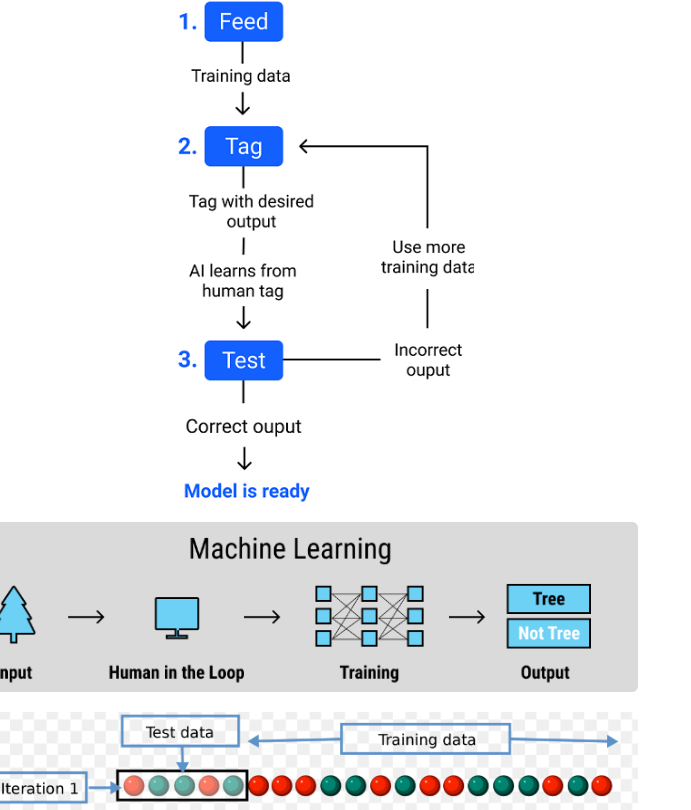 1. Feed
Training data
2. Tag
Tag with desired
output
AI learns from
human tag
Use more
training data
3. Test
Incorrect
ouput
Correct ouput
Model is ready
Machine Learning
Tree
Not Tree
nput
Human in the Loop
Training
Output
Test data
Training data
Iteration 1